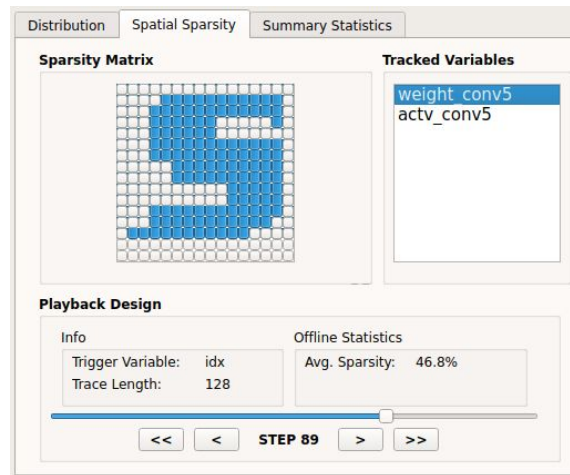 Distribution Spatial Sparsity Summary Statistics
Sparsity Matrix Tracked Variables
weight_conv5
actv_conv5
Playback Design
Info Offline Statistics
Trigger Variable: idx Avg. Sparsity: 46.8%
Trace Length: 128
<< < STEP 89 > >>